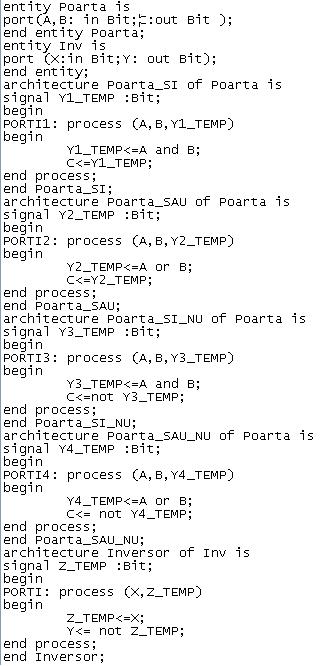 entity Poarta is
port(A,B: in Bit;C:out Bit );
end entity Poarta;
entity Inv is
port (X:in Bit;Y: out Bit);
end entity;
architecture Poarta_SI of Poarta is
signal Y1_TEMP :Bit;
begin
PORTI1: process (A,B,Y1_TEMP)
begin
Y1_TEMP<=A and B;
C<=Y1_TEMP;
end process;
end Poarta_SI;
architecture Poarta_SAU of Poarta is
signal Y2_TEMP :Bit;
begin
PORTI2: process (A,B,Y2_TEMP)
begin
Y2_TEMP<=A or B;
C<=Y2_TEMP;
end process;
end Poarta_SAU;
architecture Poarta_SI_NU of Poarta is
signal Y3_TEMP :Bit;
begin
PORTI3: process (A,B,Y3_TEMP)
begin
Y3_TEMP<=A and B;
C<=not Y3_TEMP;
end process;
end Poarta_SI_NU;
architecture Poarta_SAU_NU of Poarta is
signal Y4_TEMP :Bit;
begin
PORTI4: process (A,B,Y4_TEMP)
begin
Y4_TEMP<=A or B;
C<= not Y4_TEMP;
end process;
end Poarta_SAU_NU;
architecture Inversor of Inv is
signal Z_TEMP :Bit;
begin
PORTI: process (X,Z_TEMP)
begin
Z_TEMP<=X;
Y<= not Z_TEMP;
end process;
end Inversor;